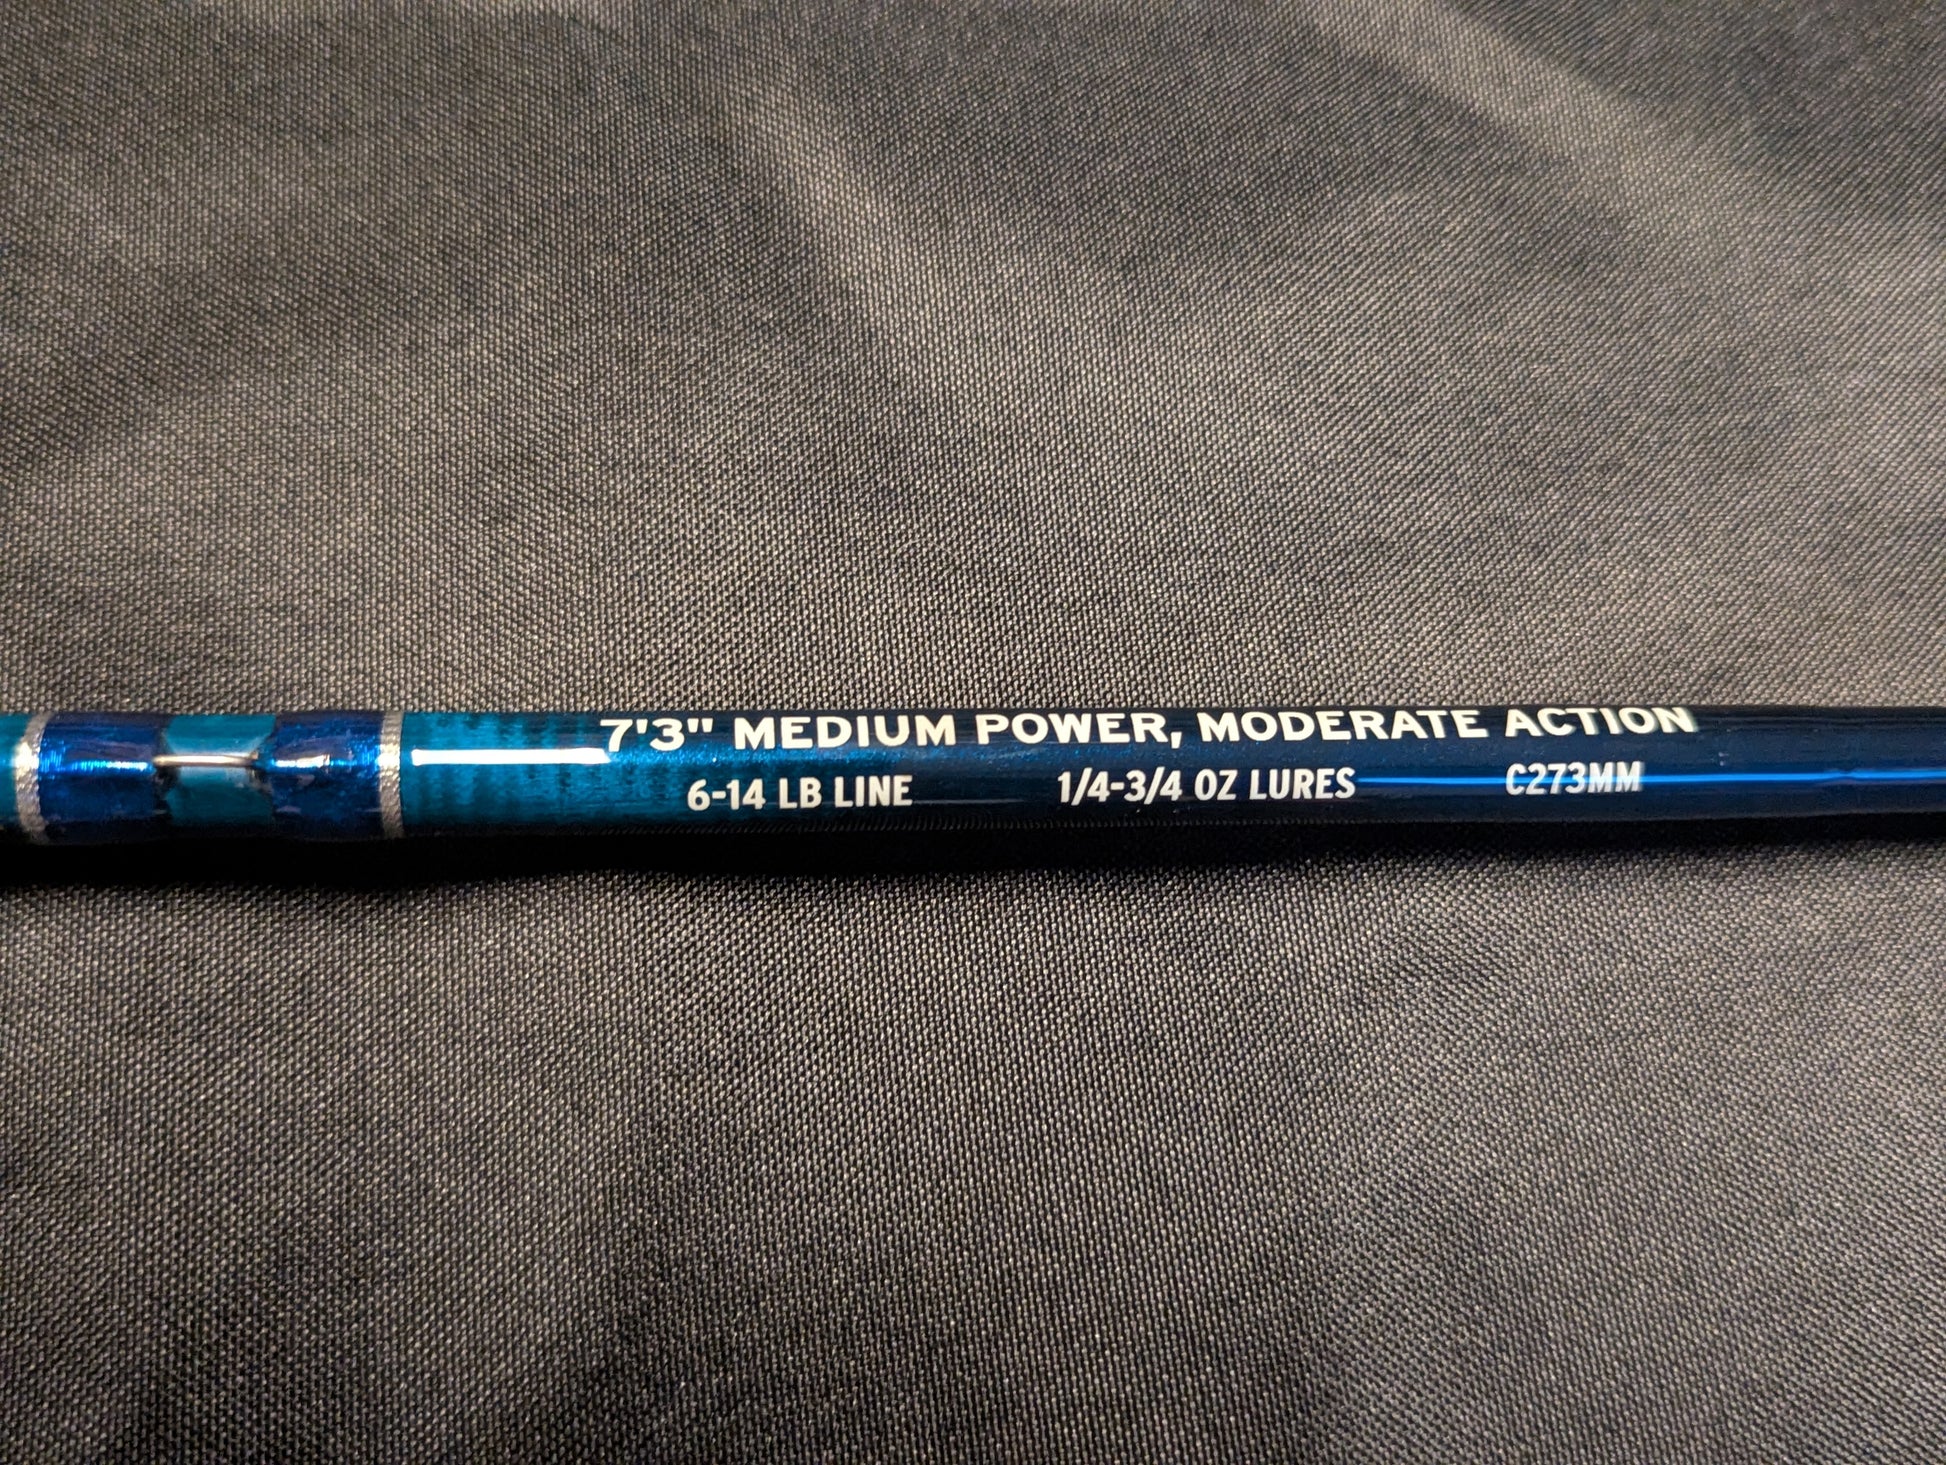 7'3" MEDIUM POWER, MODERATE ACTION
6-14 LB LINE 1/4-3/4 OZ LURES C273MM